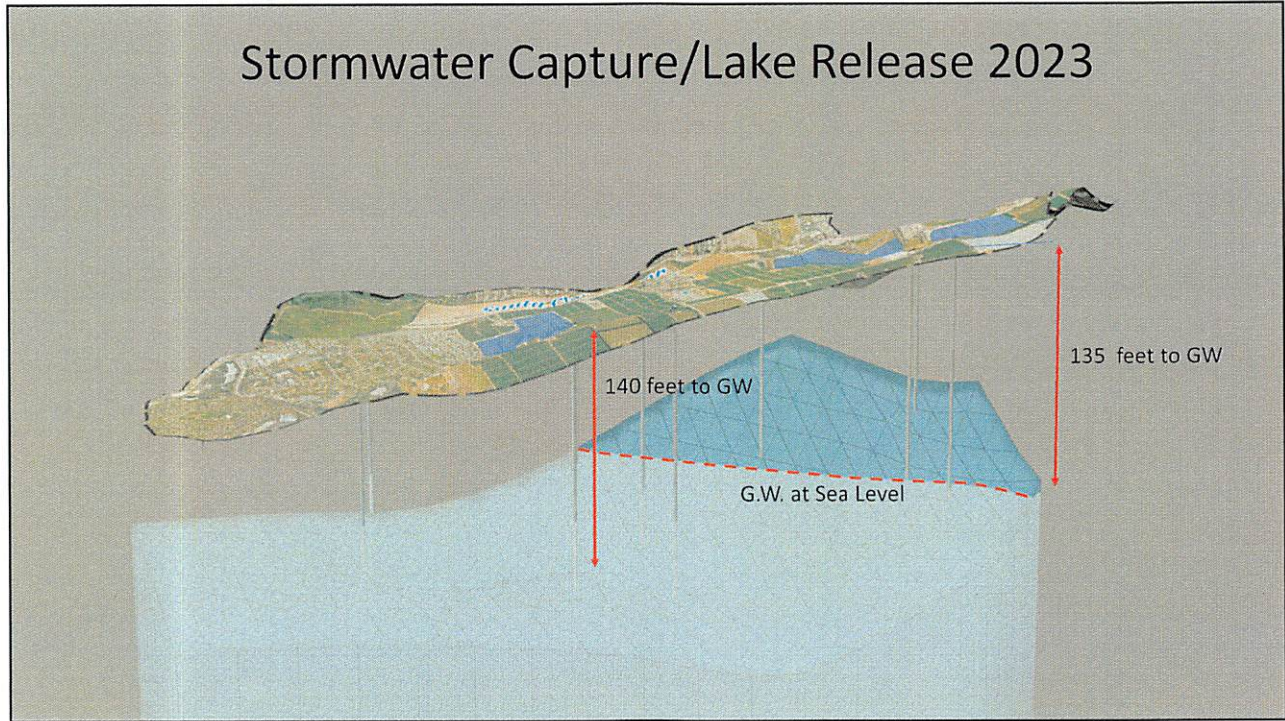 Stormwater Capture/Lake Release 2023
135 feet to GW
140 feet to GW
G.W. at Sea Level